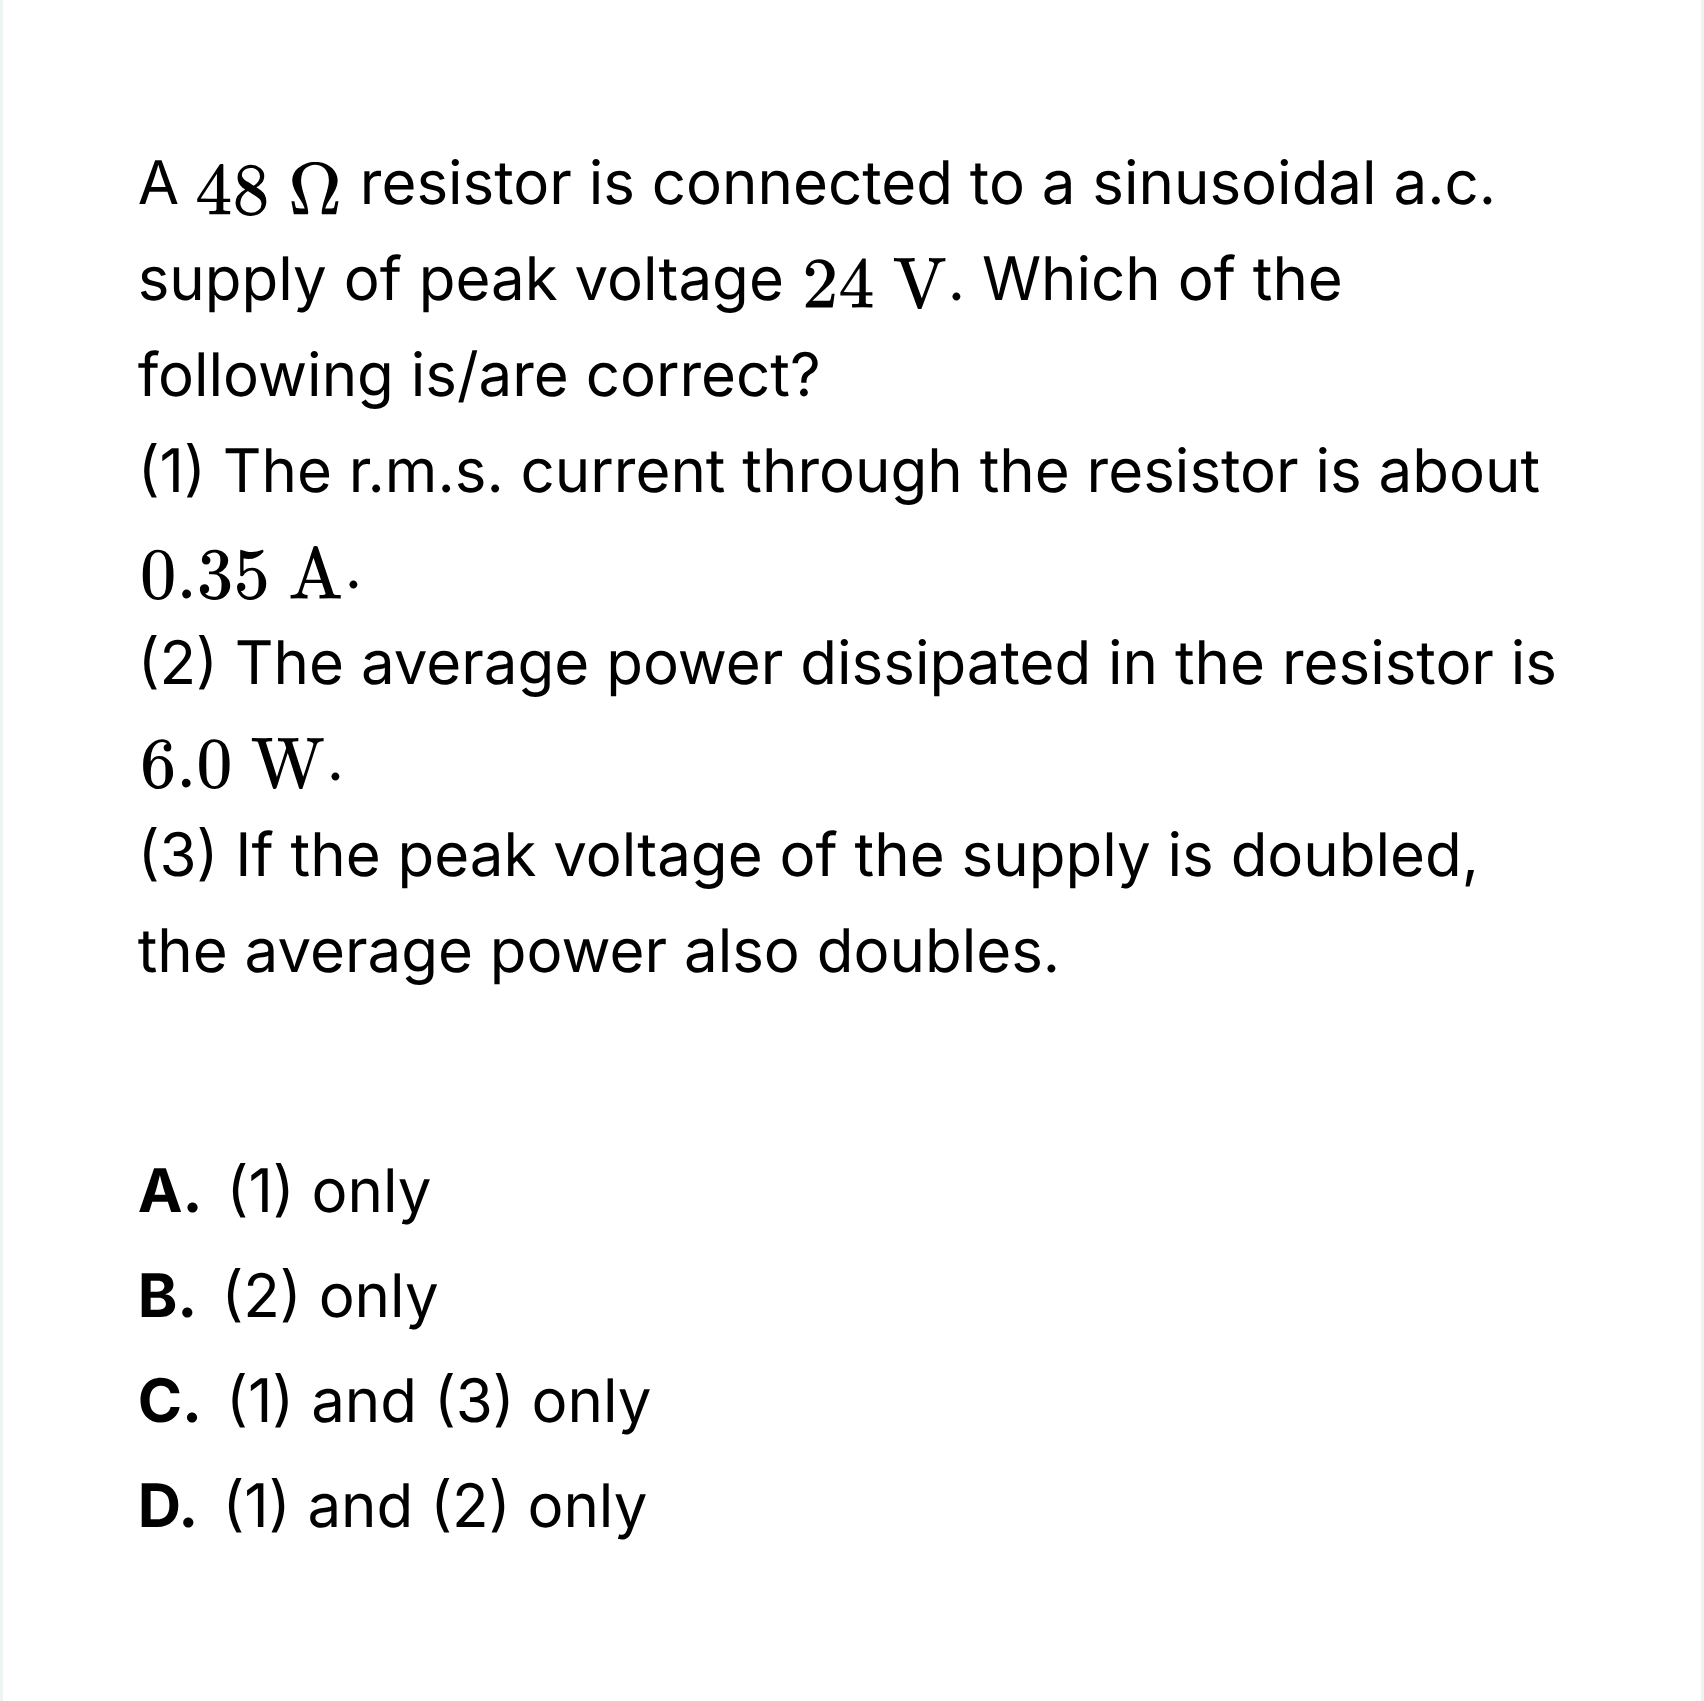 A 48 Ω resistor is connected to a sinusoidal a.c.
supply of peak voltage 24 V. Which of the
following is/are correct?
(1) The r.m.s. current through the resistor is about
0.35 A.
(2) The average power dissipated in the resistor is
6.0 W.
(3) If the peak voltage of the supply is doubled,
the average power also doubles.
A. (1) only
B. (2) only
C. (1) and (3) only
D. (1) and (2) only